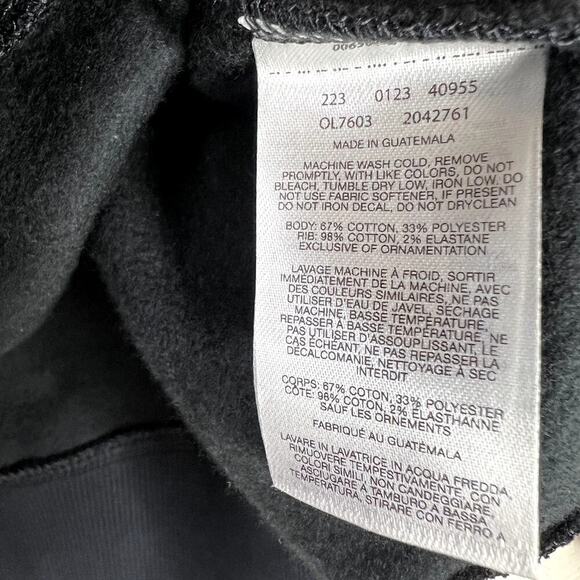 223 0123 40955
OL7603 2042761
MADE IN GUATEMALA
MACHINE WASH COLD, REMOVE
PROMPTLY, WITH LIKE COLORS, DO NOT
BLEACH, TUMBLE DRY LOW, IRON LOW, DO
NOT USE FABRIC SOFTENER, IF PRESENT
DO NOT IRON DECAL, DO NOT DRYCLEAN
BODY: 67% COTTON, 33% POLYESTER
RIB: 98% COTTON, 2% ELASTANE
EXCLUSIVE OF ORNAMENTATION
LAVAGE MACHINE À FROID, SORTIR
IMMÉDIATEMENT DE LA MACHINE, AVEC
DES COULEURS SIMILAIRES, NE PAS
UTILISER D'EAU DE JAVEL, SÉCHAGE
MACHINE, BASSE TEMPÉRATURE,
REPASSER À BASSE TEMPÉRATURE, NE
PAS UTILISER D'ASSOUPLISSANT, LE
CAS ÉCHÉANT, NE PAS REPASSER LA
DÉCALCOMANIE, NETTOYAGE À SEC
INTERDIT
CORPS: 67% COTON, 33% POLYESTER
CÔTE: 98% COTON, 2% ÉLASTHANNE
SAUF LES ORNEMENTS
FABRIQUÉ AU GUATÉMALA
LAVARE IN LAVATRICE IN ACQUA FREDDA,
RIMUOVERE TEMPESTIVAMENTE, CON
COLORI SIMILI, NON CANDEGGIARE,
ASCIUGARE A TAMBURO A BASSA
TEMPERATURA, STIRARE CON FERRO A